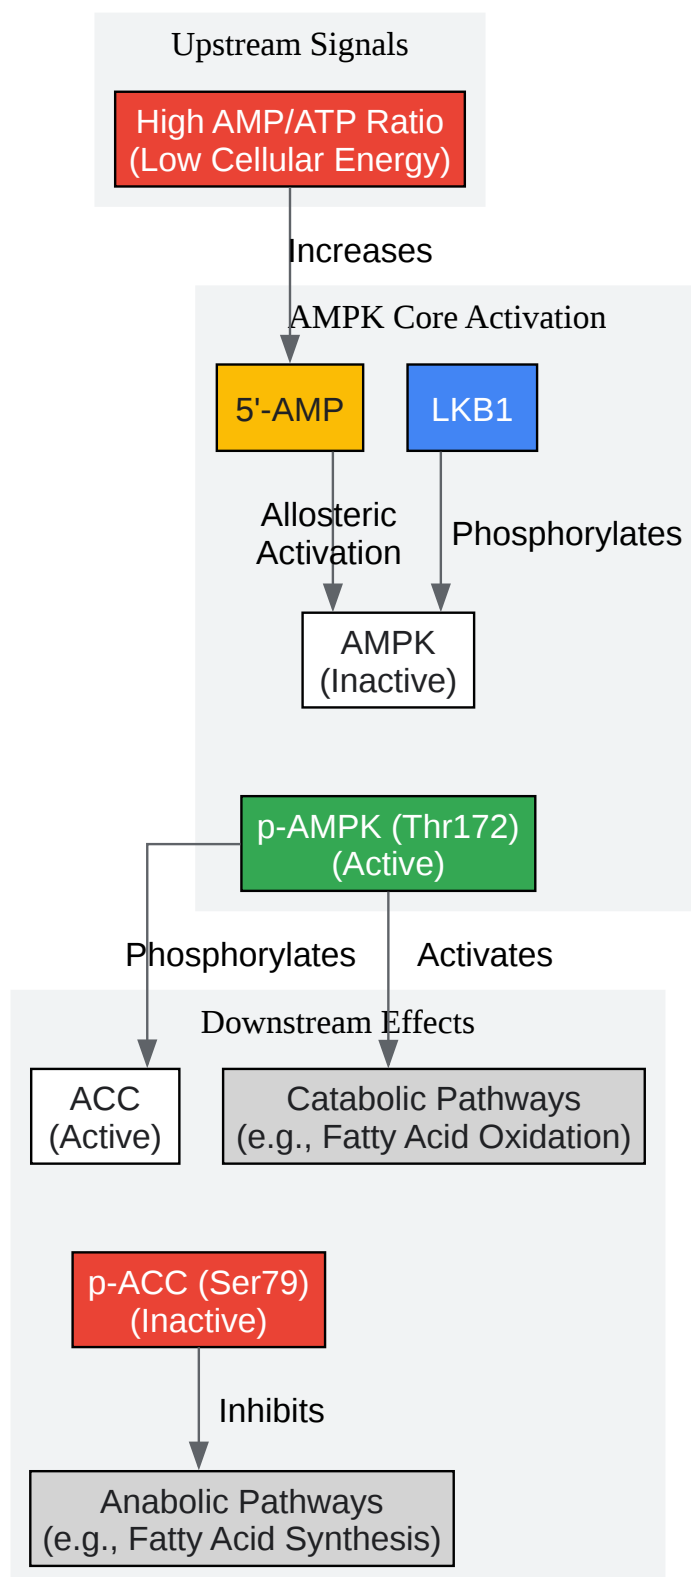 Upstream Signals
High AMP/ATP Ratio
(Low Cellular Energy)
Increases
AMPK Core Activation
5'-AMP
LKB1
Allosteric
Activation
Phosphorylates
AMPK
(Inactive)
p-AMPK (Thr172)
(Active)
Phosphorylates
Activates
Downstream Effects
ACC
(Active)
Catabolic Pathways
(e.g., Fatty Acid Oxidation)
p-ACC (Ser79)
(Inactive)
Inhibits
Anabolic Pathways
(e.g., Fatty Acid Synthesis)